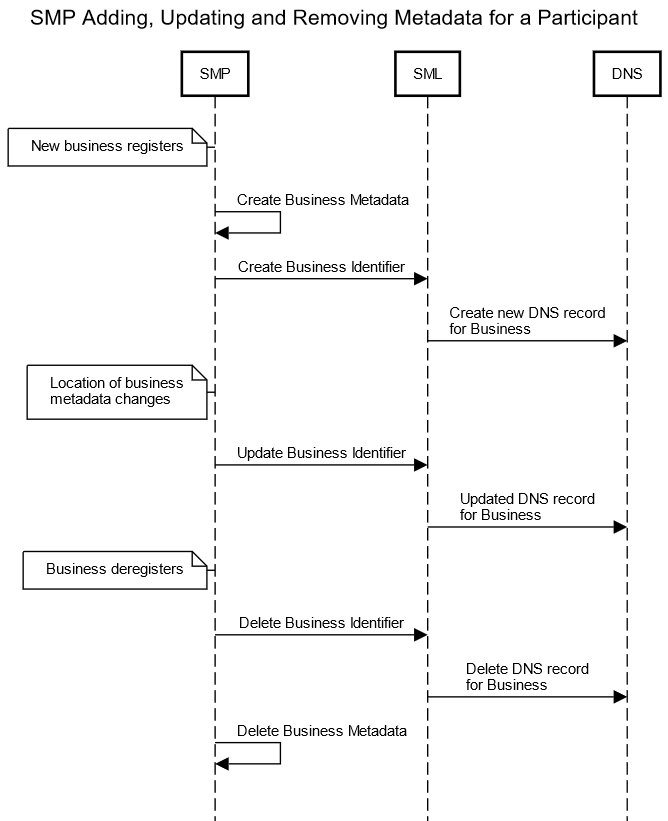 SMP Adding, Updating and Removing Metadata for a Participant
SMP
SML
DNS
New business registers
Create Business Metadata
Create Business Identifier
Create new DNS record
for Business
Location of business
metadata changes
Update Business Identifier
Updated DNS record
for Business
Business deregisters
Delete Business Identifier
Delete DNS record
for Business
Delete Business Metadata